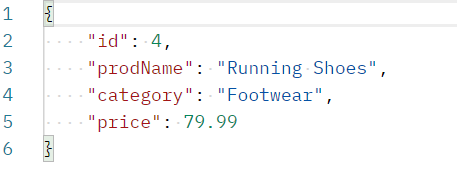 1 {
2     "id": 4,
3     "prodName": "Running Shoes",
4     "category": "Footwear",
5     "price": 79.99
6 }